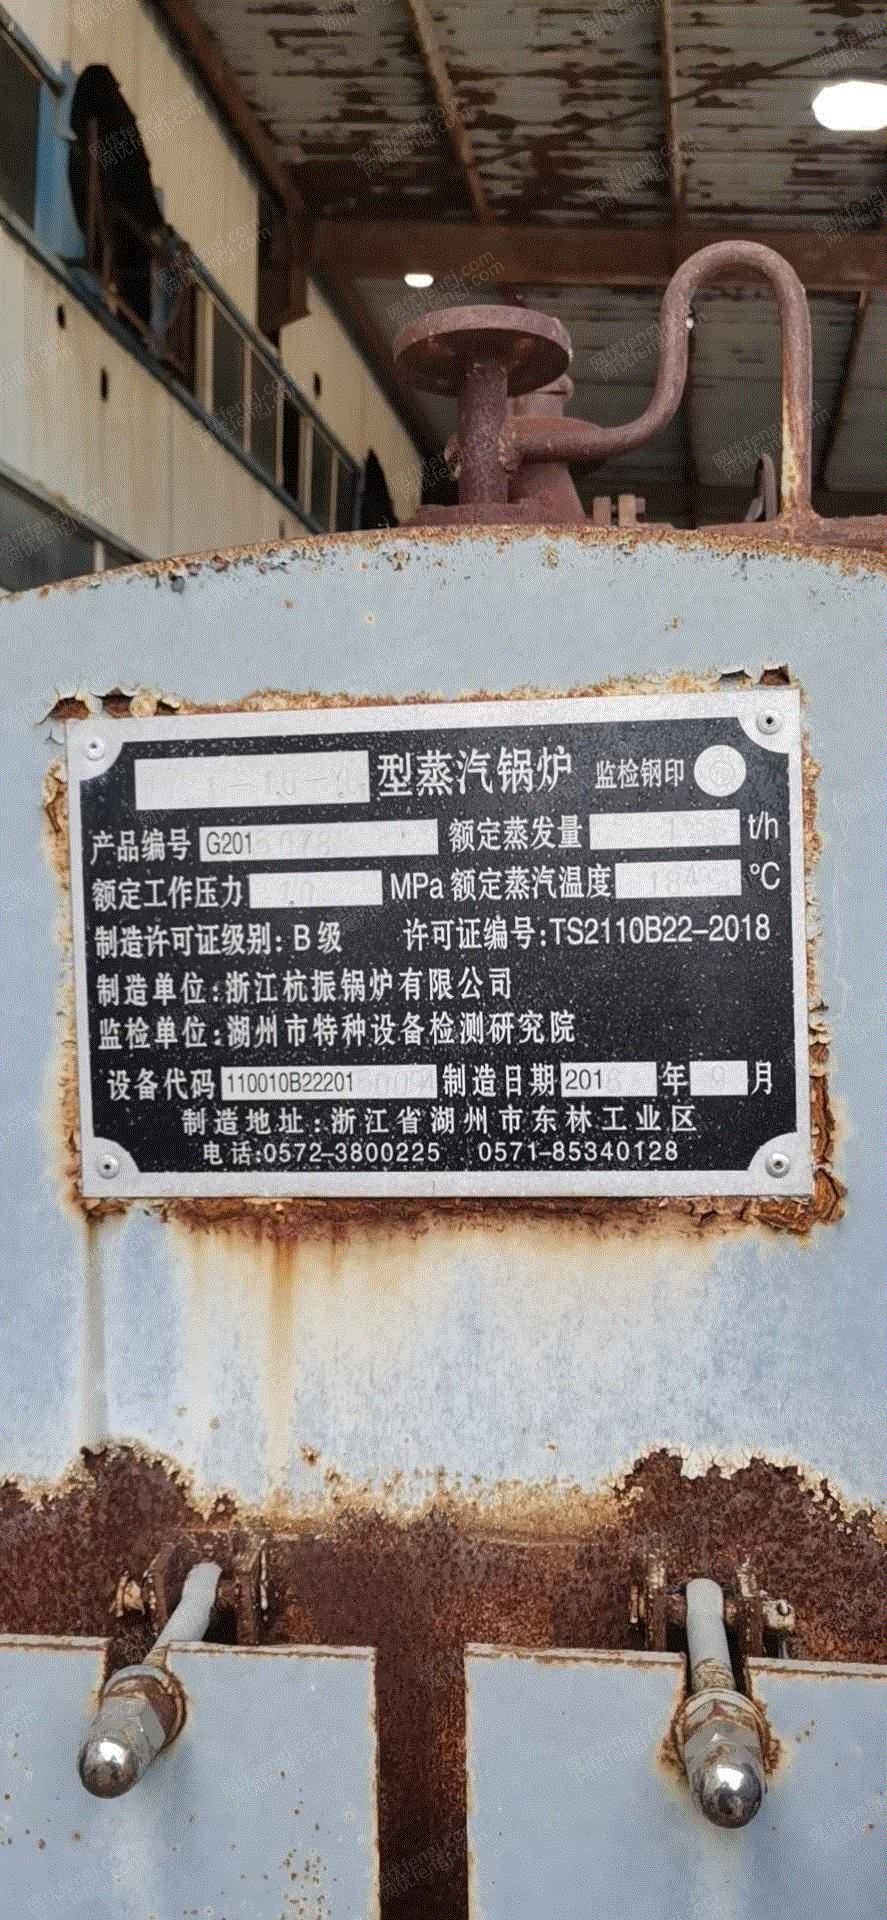 型蒸汽锅炉 监检钢印
产品编号 G201 额定蒸发量 1 t/h
额定工作压力 MPa 额定蒸汽温度 184 ℃
制造许可证级别: B 级 许可证编号:TS2110B22-2018
制造单位:浙江杭振锅炉有限公司
监检单位:湖州市特种设备检测研究院
设备代码 110010B22201 制造日期 2016 年 9 月
制造地址:浙江省湖州市东林工业区
电话:0572-3800225 0571-85340128